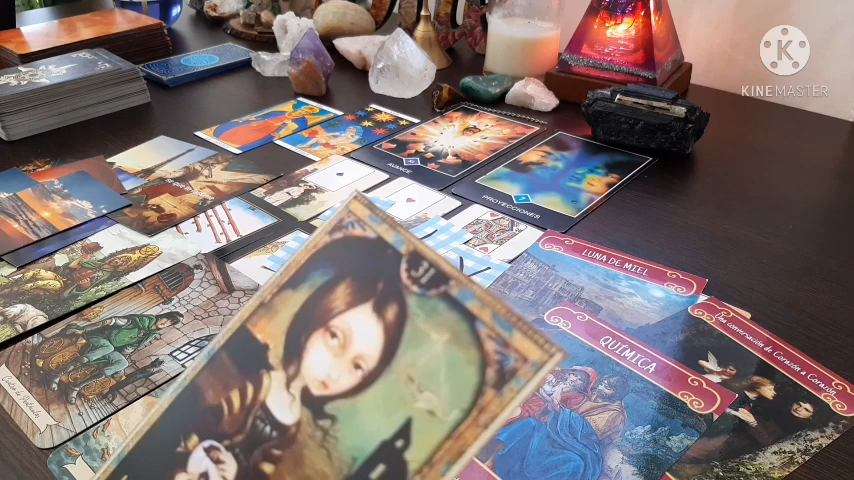 KINEMASTER
AVANCE
PROYECCIONES
31
LUNA DE MIEL
QUÍMICA
Una conversación de Corazón a Corazón